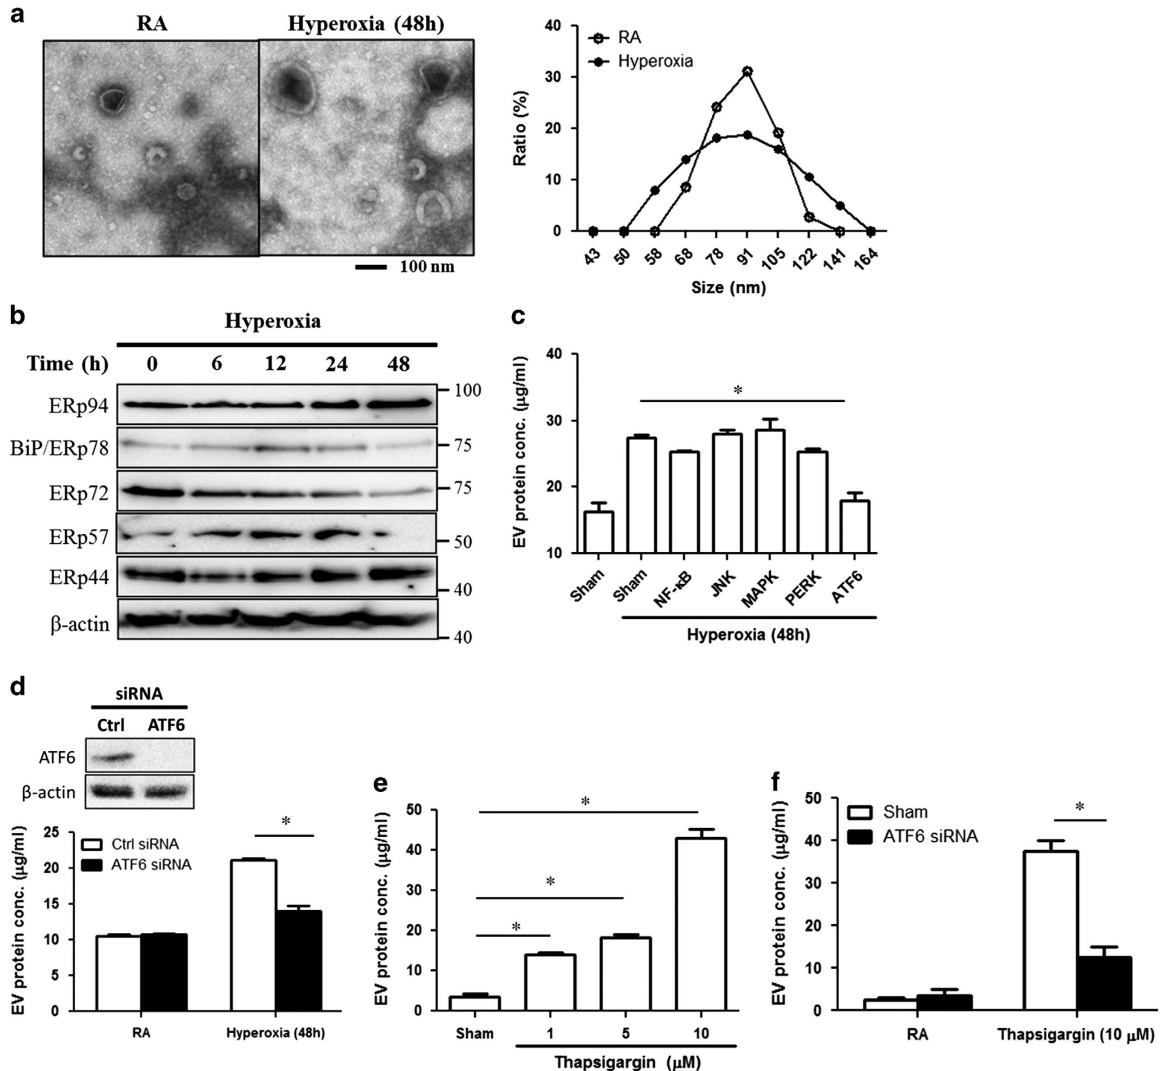 a
RA
Hyperoxia (48h)
100 nm
40
30
20
10
0
Ratio (%)
RA
Hyperoxia
43 50 58 68 78 91 105 122 141 164
Size (nm)
b
Hyperoxia
Time (h) 0 6 12 24 48
ERp94
100
BiP/ERp78
75
ERp72
75
ERp57
50
ERp44
40
β-actin
40
c
EV protein conc. (μg/ml)
40
30
20
10
*
Sham Sham NF-κB JNK MAPK PERK ATF6
Hyperoxia (48h)
d
siRNA
Ctrl ATF6
ATF6
β-actin
EV protein conc. (μg/ml)
25
20
15
10
5
0
Ctrl siRNA
ATF6 siRNA
*
RA Hyperoxia (48h)
e
EV protein conc. (μg/ml)
50
40
30
20
10
0
*
*
*
Sham 1 5 10
Thapsigargin (μM)
f
EV protein conc. (μg/ml)
50
40
30
20
10
0
Sham
ATF6 siRNA
*
RA Thapsigargin (10 μM)